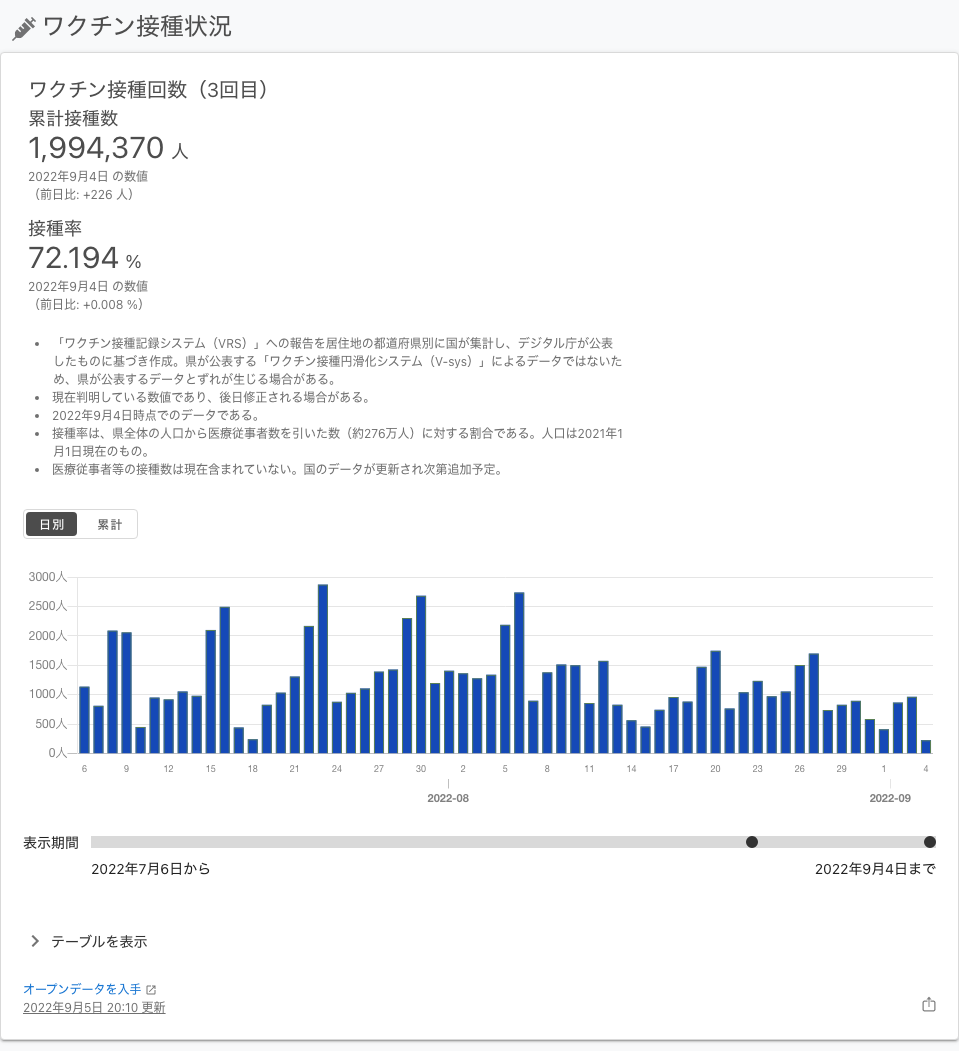 ワクチン接種状況
ワクチン接種回数（3回目）
累計接種数
1,994,370 人
2022年9月4日 の数値
（前日比: +226 人）
接種率
72.194 %
2022年9月4日 の数値
（前日比: +0.008 %）
• 「ワクチン接種記録システム（VRS）」への報告を居住地の都道府県別に国が集計し、デジタル庁が公表
したものに基づき作成。県が公表する「ワクチン接種円滑化システム（V-sys）」によるデータではないた
め、県が公表するデータとずれが生じる場合がある。
• 現在判明している数値であり、後日修正される場合がある。
• 2022年9月4日時点でのデータである。
• 接種率は、県全体の人口から医療従事者数を引いた数（約276万人）に対する割合である。人口は2021年1
月1日現在のもの。
• 医療従事者等の接種数は現在含まれていない。国のデータが更新され次第追加予定。
日別 累計
3000人
2500人
2000人
1500人
1000人
500人
0人
6 9 12 15 18 21 24 27 30 2 5 8 11 14 17 20 23 26 29 1 4
2022-08 2022-09
表示期間
2022年7月6日から 2022年9月4日まで
テーブルを表示
オープンデータを入手
2022年9月5日 20:10 更新